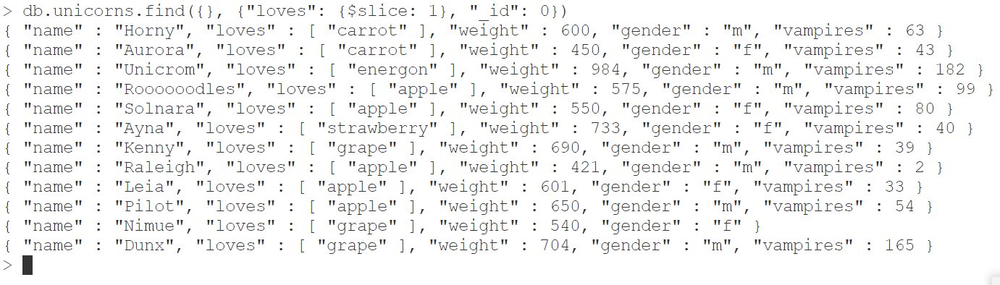 > db.unicorns.find({}, {"loves": {$slice: 1}, "_id": 0})
{ "name" : "Horny", "loves" : [ "carrot" ], "weight" : 600, "gender" : "m", "vampires" : 63 }
{ "name" : "Aurora", "loves" : [ "carrot" ], "weight" : 450, "gender" : "f", "vampires" : 43 }
{ "name" : "Unicrom", "loves" : [ "energon" ], "weight" : 984, "gender" : "m", "vampires" : 182 }
{ "name" : "Roooooodles", "loves" : [ "apple" ], "weight" : 575, "gender" : "m", "vampires" : 99 }
{ "name" : "Solnara", "loves" : [ "apple" ], "weight" : 550, "gender" : "f", "vampires" : 80 }
{ "name" : "Ayna", "loves" : [ "strawberry" ], "weight" : 733, "gender" : "f", "vampires" : 40 }
{ "name" : "Kenny", "loves" : [ "grape" ], "weight" : 690, "gender" : "m", "vampires" : 39 }
{ "name" : "Raleigh", "loves" : [ "apple" ], "weight" : 421, "gender" : "m", "vampires" : 2 }
{ "name" : "Leia", "loves" : [ "apple" ], "weight" : 601, "gender" : "f", "vampires" : 33 }
{ "name" : "Pilot", "loves" : [ "apple" ], "weight" : 650, "gender" : "m", "vampires" : 54 }
{ "name" : "Nimue", "loves" : [ "grape" ], "weight" : 540, "gender" : "f" }
{ "name" : "Dunx", "loves" : [ "grape" ], "weight" : 704, "gender" : "m", "vampires" : 165 }
>